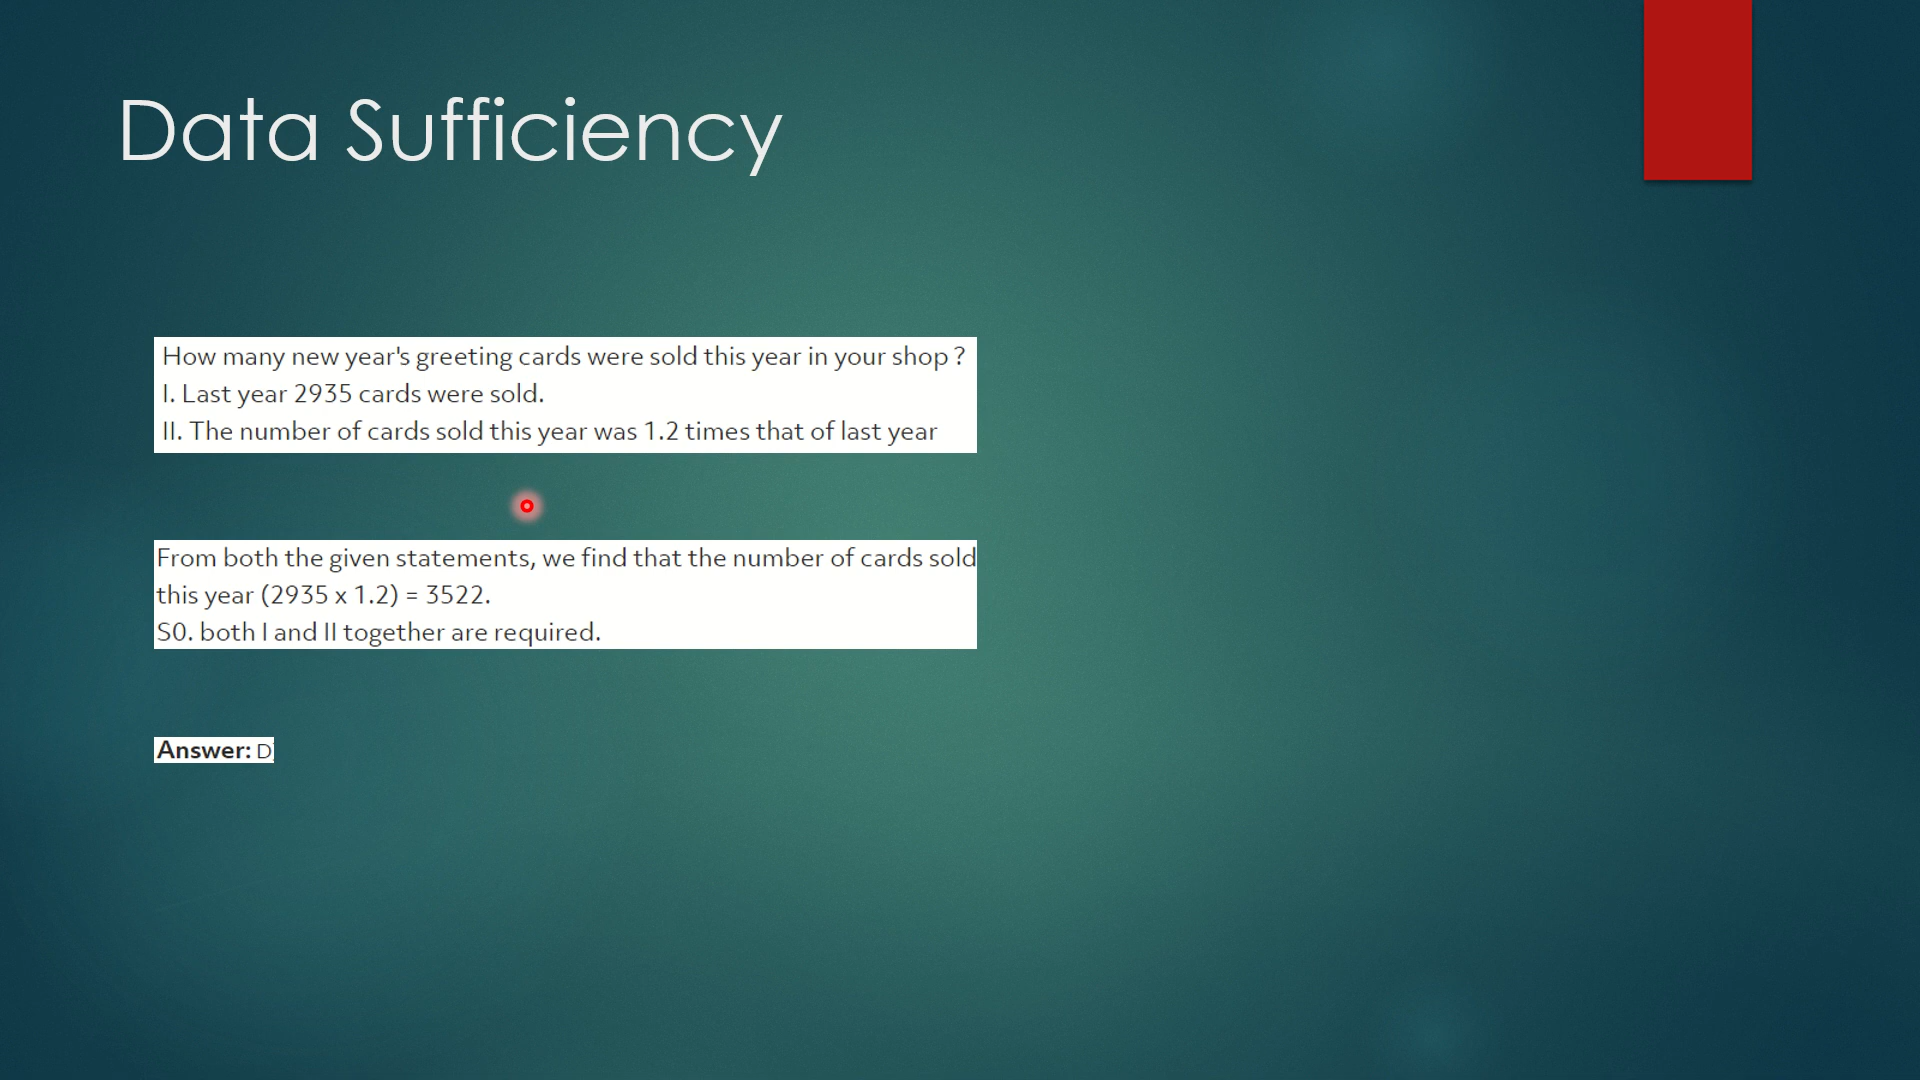 Data Sufficiency
How many new year's greeting cards were sold this year in your shop ?
I. Last year 2935 cards were sold.
II. The number of cards sold this year was 1.2 times that of last year
From both the given statements, we find that the number of cards sold
this year (2935 x 1.2) = 3522.
S0. both I and II together are required.
Answer: D